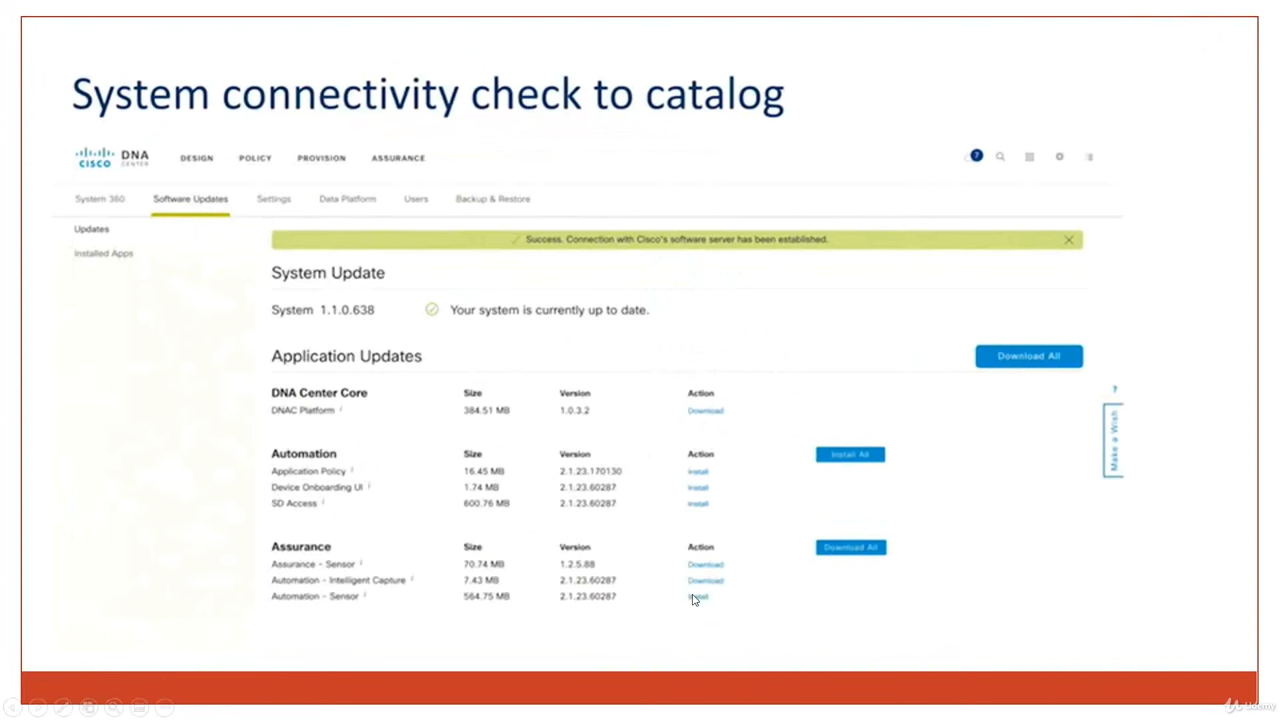 System connectivity check to catalog
CISCO DNA CENTER DESIGN POLICY PROVISION ASSURANCE ?
System 360 Software Updates Settings Data Platform Users Backup & Restore
Updates
Installed Apps
Success. Connection with Cisco's software server has been established.
System Update
System 1.1.0.638 Your system is currently up to date.
Application Updates Download All
DNA Center Core Size Version Action
DNAC Platform i 384.51 MB 1.0.3.2 Download
?
Make a Wish
Automation Size Version Action Install All
Application Policy i 16.45 MB 2.1.23.170130 Install
Device Onboarding UI i 1.74 MB 2.1.23.60287 Install
SD Access i 600.76 MB 2.1.23.60287 Install
Assurance Size Version Action Download All
Assurance - Sensor i 70.74 MB 1.2.5.88 Download
Automation - Intelligent Capture i 7.43 MB 2.1.23.60287 Download
Automation - Sensor i 564.75 MB 2.1.23.60287 Install
Udemy